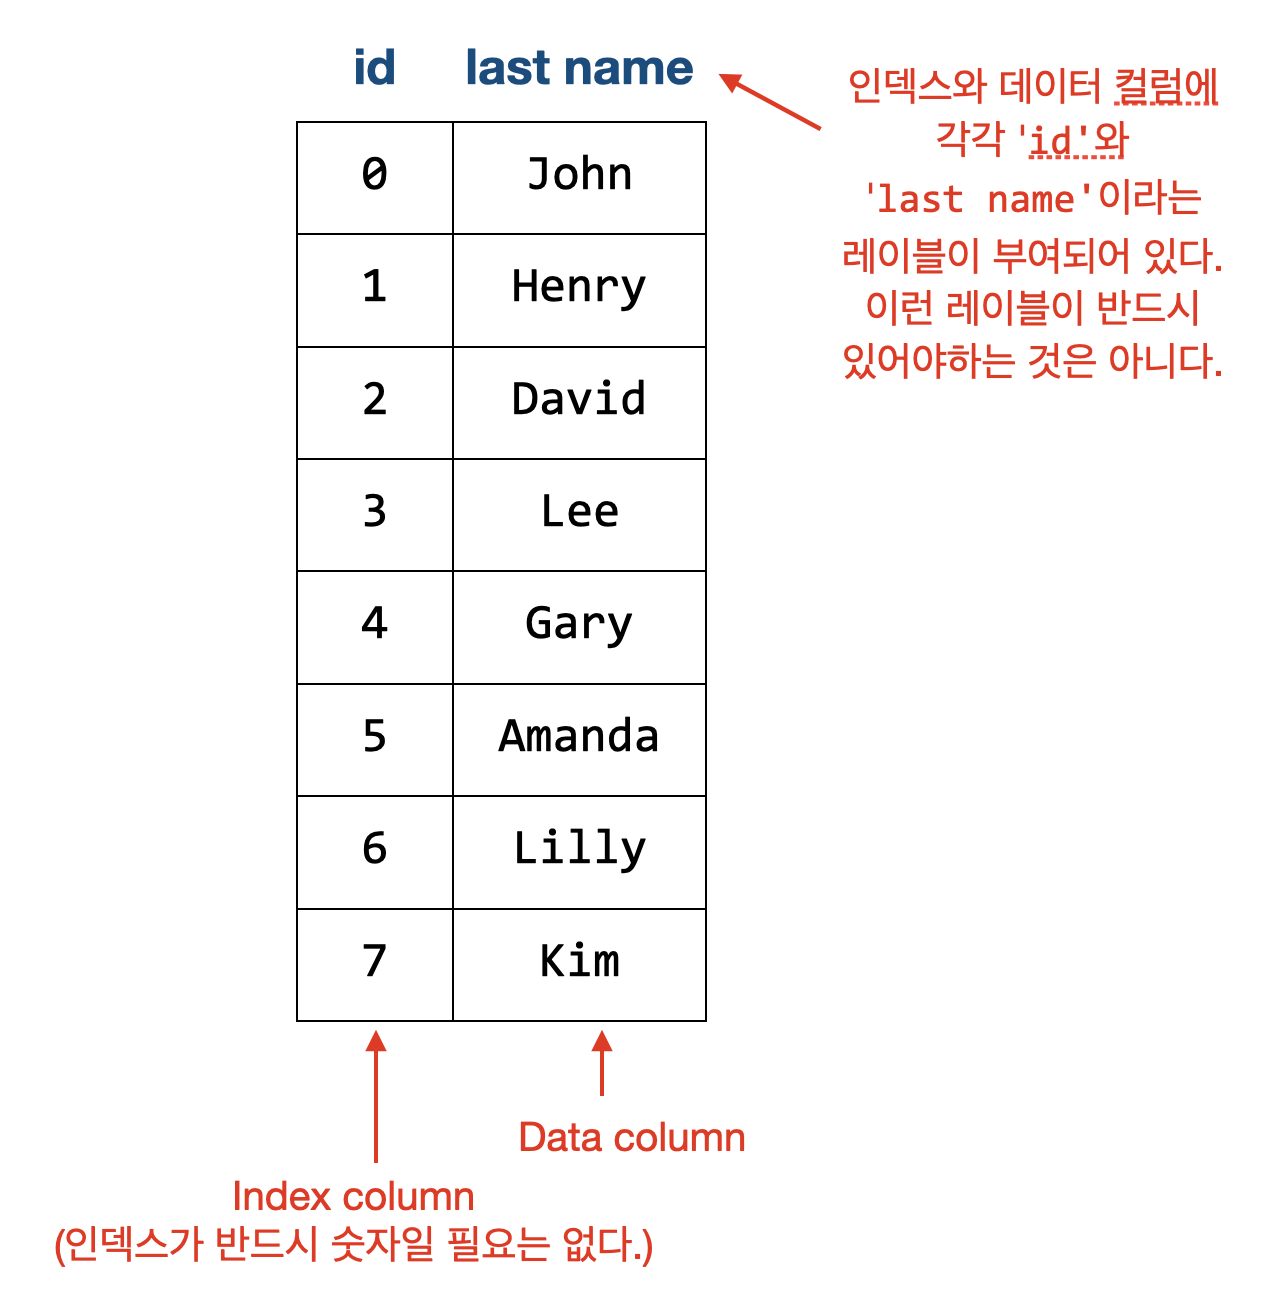 id last name
0 John
1 Henry
2 David
3 Lee
4 Gary
5 Amanda
6 Lilly
7 Kim
인덱스와 데이터 컬럼에
각각 'id'와
'last name'이라는
레이블이 부여되어 있다.
이런 레이블이 반드시
있어야하는 것은 아니다.
Data column
Index column
(인덱스가 반드시 숫자일 필요는 없다.)